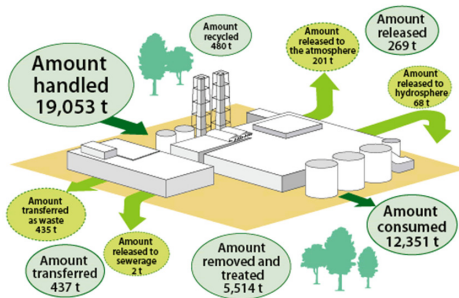 Amount
handled
19,053 t
Amount
recycled
480 t
Amount
released to
the atmosphere
201 t
Amount
released
269 t
Amount
released to
hydrosphere
68 t
Amount
transferred
as waste
435 t
Amount
transferred
437 t
Amount
released to
sewerage
2 t
Amount
removed and
treated
5,514 t
Amount
consumed
12,351 t